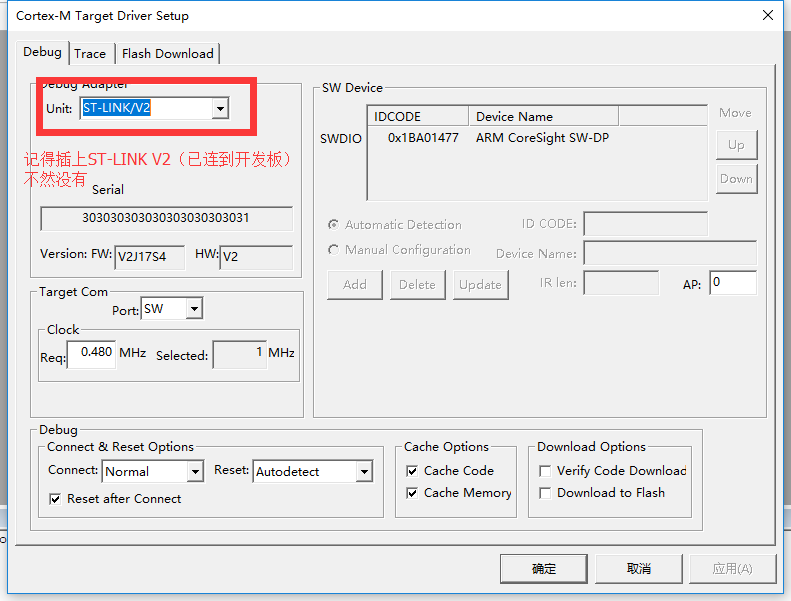 Cortex-M Target Driver Setup
Debug
Trace
Flash Download
Debug Adapter
Unit: ST-LINK/V2
记得插上ST-LINK V2（已连到开发板）
不然没有
Serial
303030303030303030303031
Version: FW: V2J17S4 HW: V2
Target Com
Port: SW
Clock
Req: 0.480 MHz Selected: 1 MHz
SW Device
IDCODE Device Name
SWDIO 0x1BA01477 ARM CoreSight SW-DP
Move
Up
Down
Automatic Detection
Manual Configuration
ID CODE:
Device Name:
Add Delete Update
IR len:
AP: 0
Debug
Connect & Reset Options
Connect: Normal Reset: Autodetect
Reset after Connect
Cache Options
Cache Code
Cache Memory
Download Options
Verify Code Download
Download to Flash
确定 取消 应用(A)